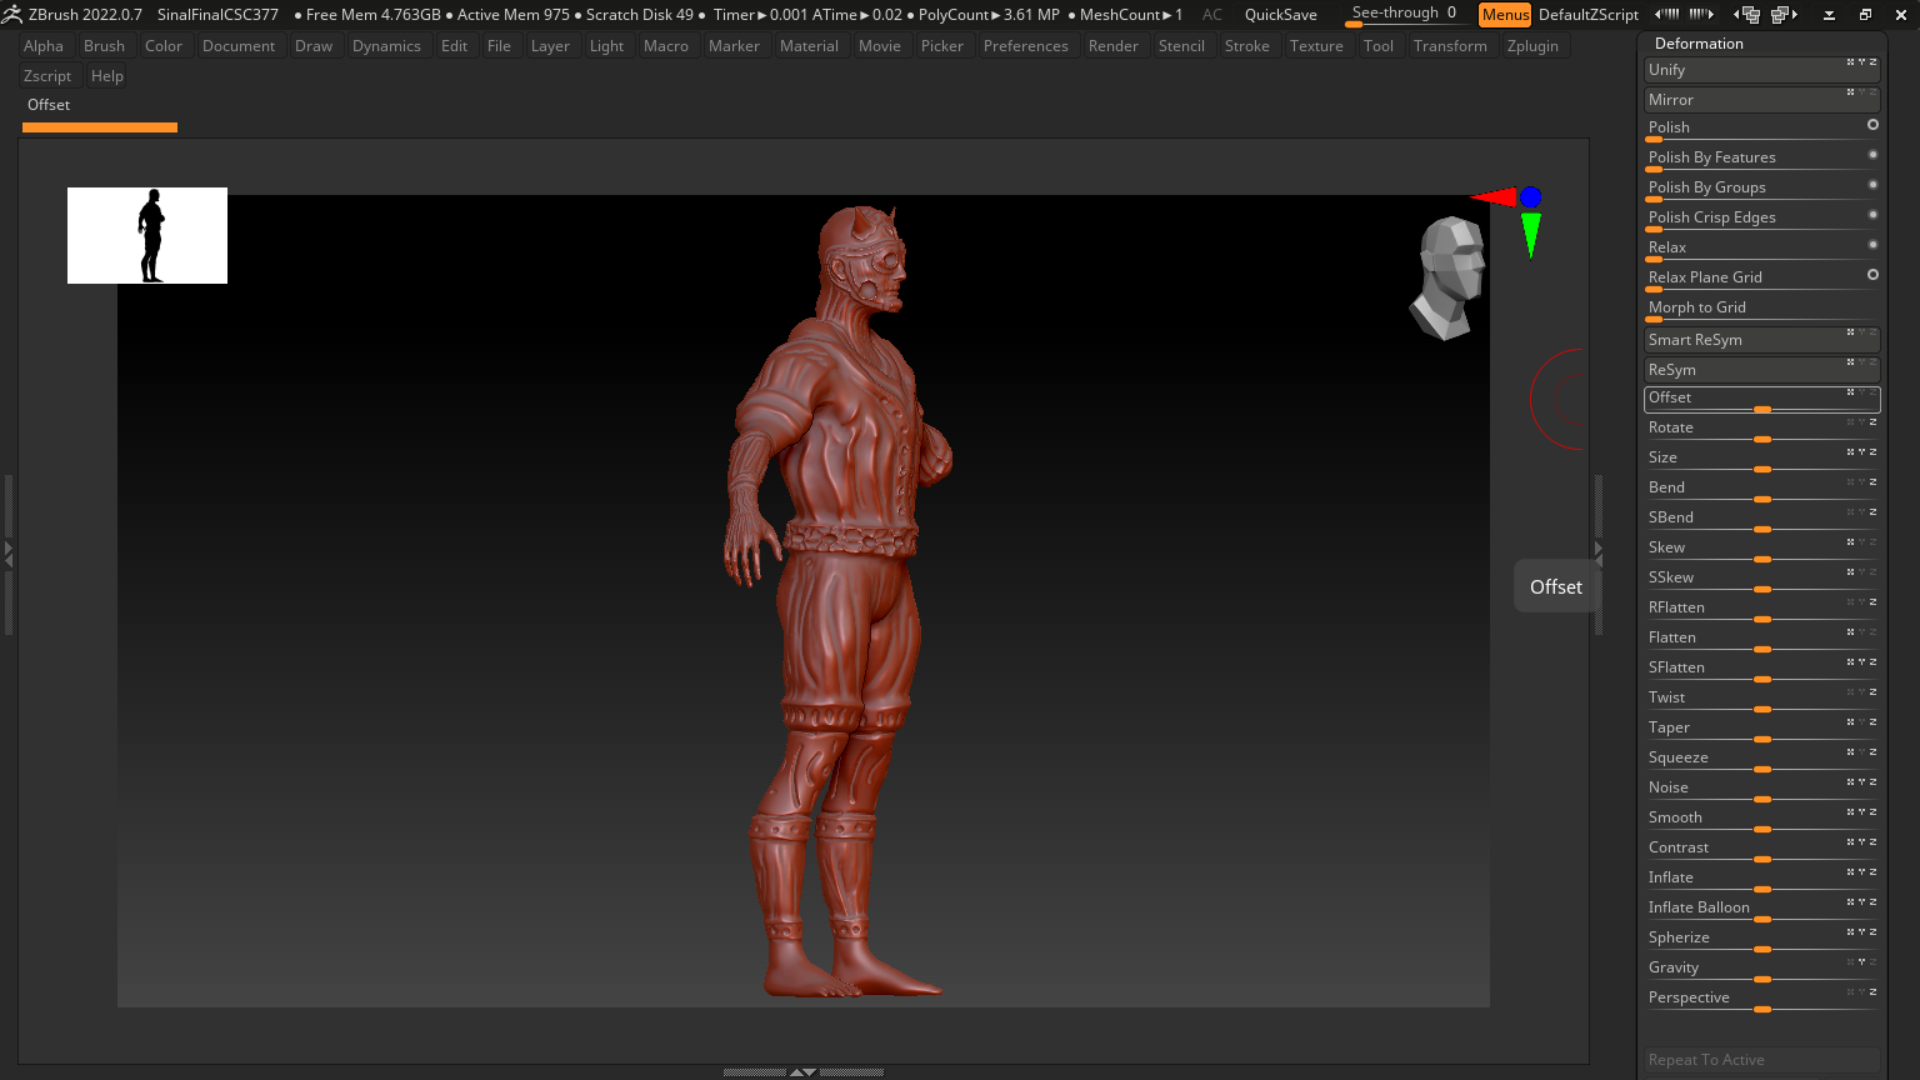 ZBrush 2022.0.7 SinalFinalCSC377 • Free Mem 4.763GB • Active Mem 975 • Scratch Disk 49 • Timer►0.001 ATime►0.02 • PolyCount►3.61 MP • MeshCount►1 AC QuickSave See-through 0 Menus DefaultZScript
Alpha Brush Color Document Draw Dynamics Edit File Layer Light Macro Marker Material Movie Picker Preferences Render Stencil Stroke Texture Tool Transform Zplugin
Zscript Help
Offset
Deformation
Unify X Y Z
Mirror X Y Z
Polish
Polish By Features
Polish By Groups
Polish Crisp Edges
Relax
Relax Plane Grid
Morph to Grid
Smart ReSym X Y Z
ReSym X Y Z
Offset X Y Z
Rotate X Y Z
Size X Y Z
Bend X Y Z
SBend X Y Z
Skew X Y Z
SSkew X Y Z
RFlatten X Y Z
Flatten X Y Z
SFlatten X Y Z
Twist X Y Z
Taper X Y Z
Squeeze X Y Z
Noise X Y Z
Smooth X Y Z
Contrast X Y Z
Inflate X Y Z
Inflate Balloon X Y Z
Spherize X Y Z
Gravity X Y Z
Perspective X Y Z
Repeat To Active
Offset